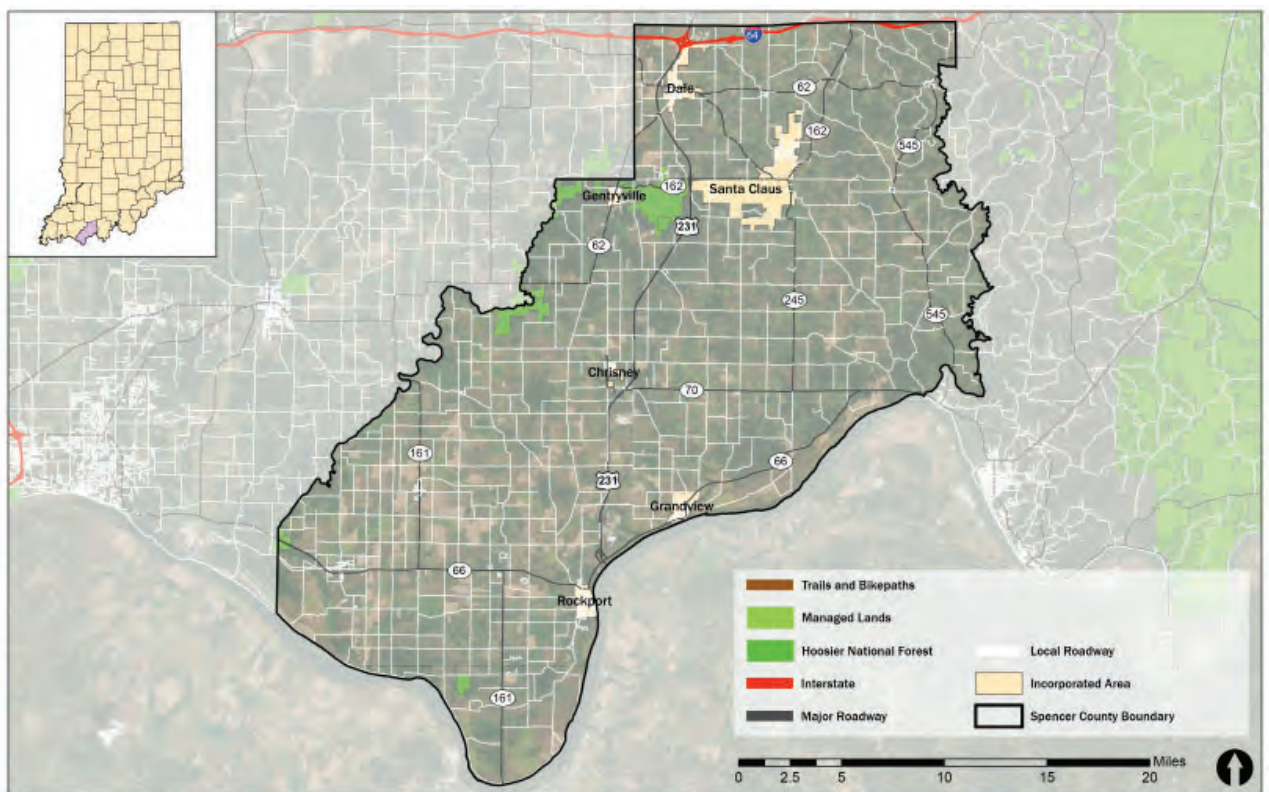 64
Dale
62
162
545
Gentryville
162
Santa Claus
231
62
245
545
Chrisney
70
161
66
231
Grandview
66
Rockport
161
Trails and Bikepaths
Managed Lands
Hoosier National Forest
Local Roadway
Interstate
Incorporated Area
Major Roadway
Spencer County Boundary
Miles
0 2.5 5 10 15 20